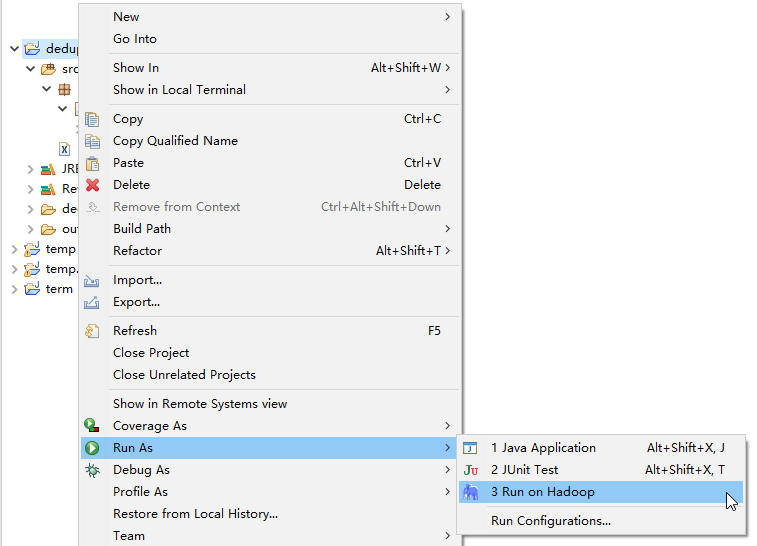 New
Go Into
dedup
Show In Alt+Shift+W
src
Show in Local Terminal
Copy Ctrl+C
Copy Qualified Name
Paste Ctrl+V
JRE
Delete Delete
Remove from Context Ctrl+Alt+Shift+Down
Build Path
temp
Refactor Alt+Shift+T
temp.
Import...
term
Export...
Refresh F5
Close Project
Close Unrelated Projects
Show in Remote Systems view
Coverage As
Run As
1 Java Application Alt+Shift+X, J
Debug As
2 JUnit Test Alt+Shift+X, T
Profile As
3 Run on Hadoop
Restore from Local History...
Run Configurations...
Team